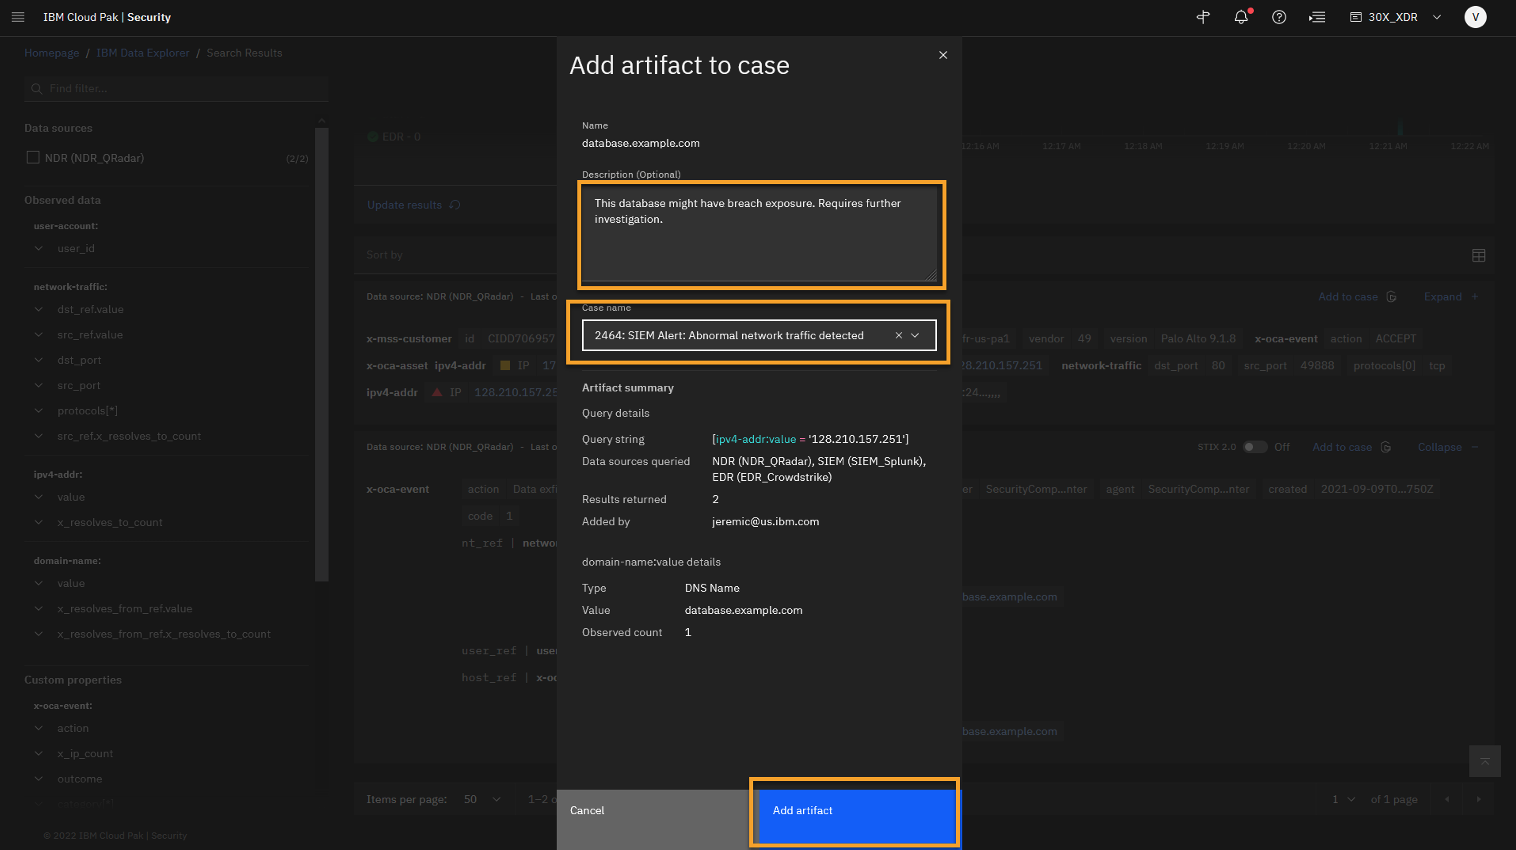 IBM Cloud Pak | Security
30X_XDR
V
Homepage / IBM Data Explorer / Search Results
Find filter...
Data sources
NDR (NDR_QRadar) (2/2)
Observed data
user-account:
user_id
network-traffic:
dst_ref.value
src_ref.value
dst_port
src_port
protocols[*]
src_ref.x_resolves_to_count
ipv4-addr:
value
x_resolves_to_count
domain-name:
value
x_resolves_from_ref.value
x_resolves_from_ref.x_resolves_to_count
Custom properties
x-oca-event:
action
x_ip_count
outcome
© 2022 IBM Cloud Pak | Security
EDR - 0
Update results
Sort by
Data source: NDR (NDR_QRadar) - Last
x-mss-customer id CIDD706957
x-oca-asset ipv4-addr IP 17
ipv4-addr IP 128.210.157.25
Data source: NDR (NDR_QRadar) - Last
x-oca-event action Data exf
code 1
nt_ref | netwo
user_ref | use
host_ref | x-oc
Items per page: 50 1–2 o
Add artifact to case
Name
database.example.com
Description (Optional)
This database might have breach exposure. Requires further
investigation.
Case name
2464: SIEM Alert: Abnormal network traffic detected
Artifact summary
Query details
Query string [ipv4-addr:value = '128.210.157.251']
Data sources queried NDR (NDR_QRadar), SIEM (SIEM_Splunk),
EDR (EDR_Crowdstrike)
Results returned 2
Added by jeremic@us.ibm.com
domain-name:value details
Type DNS Name
Value database.example.com
Observed count 1
Cancel
Add artifact
12:16 AM 12:17 AM 12:18 AM 12:19 AM 12:20 AM 12:21 AM 12:22 AM
Add to case Expand +
fr-us-pa1 vendor 49 version Palo Alto 9.1.8 x-oca-event action ACCEPT
28.210.157.251 network-traffic dst_port 80 src_port 49888 protocols[0] tcp
:24...,,,,
STIX 2.0 Off Add to case Collapse −
er SecurityComp...nter agent SecurityComp...nter created 2021-09-09T0...750Z
base.example.com
base.example.com
1 of 1 page